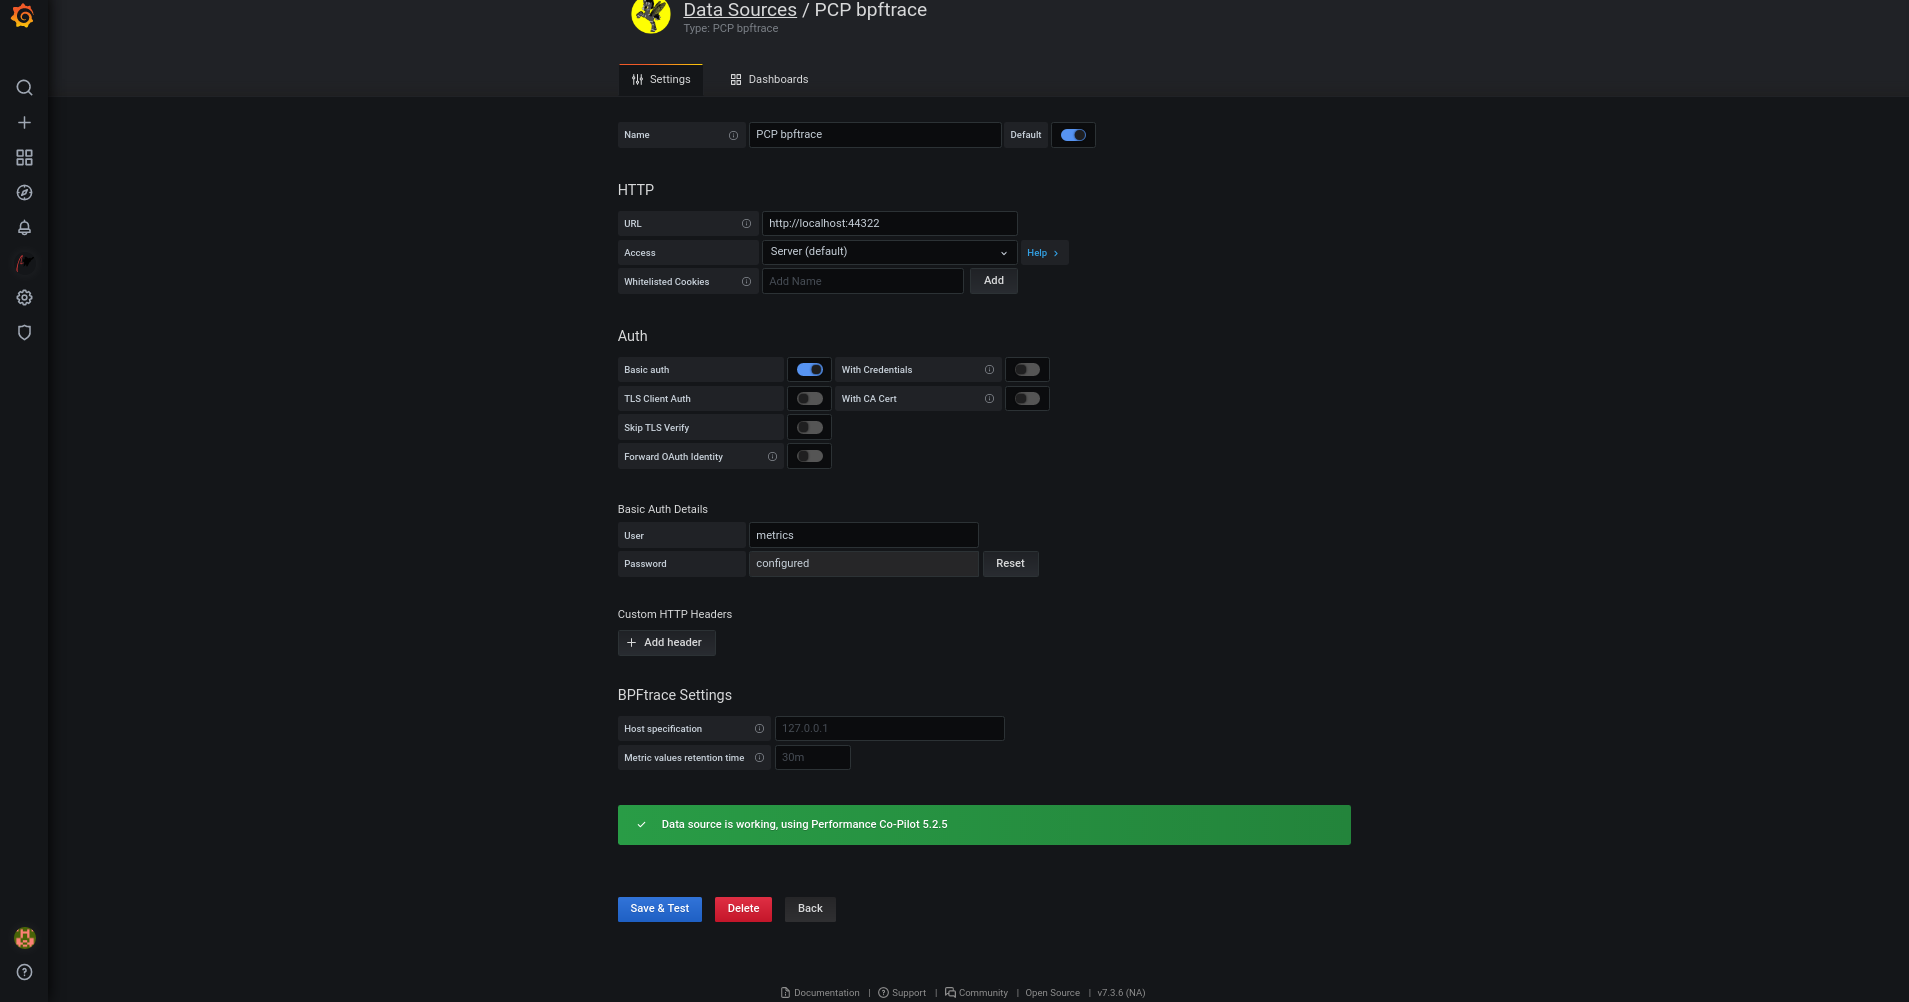 Data Sources / PCP bpftrace
Type: PCP bpftrace
Settings
Dashboards
Name
PCP bpftrace
Default
HTTP
URL
http://localhost:44322
Access
Server (default)
Help
Whitelisted Cookies
Add Name
Add
Auth
Basic auth
With Credentials
TLS Client Auth
With CA Cert
Skip TLS Verify
Forward OAuth Identity
Basic Auth Details
User
metrics
Password
configured
Reset
Custom HTTP Headers
Add header
BPFtrace Settings
Host specification
127.0.0.1
Metric values retention time
30m
Data source is working, using Performance Co-Pilot 5.2.5
Save & Test
Delete
Back
Documentation | Support | Community | Open Source | v7.3.6 (NA)